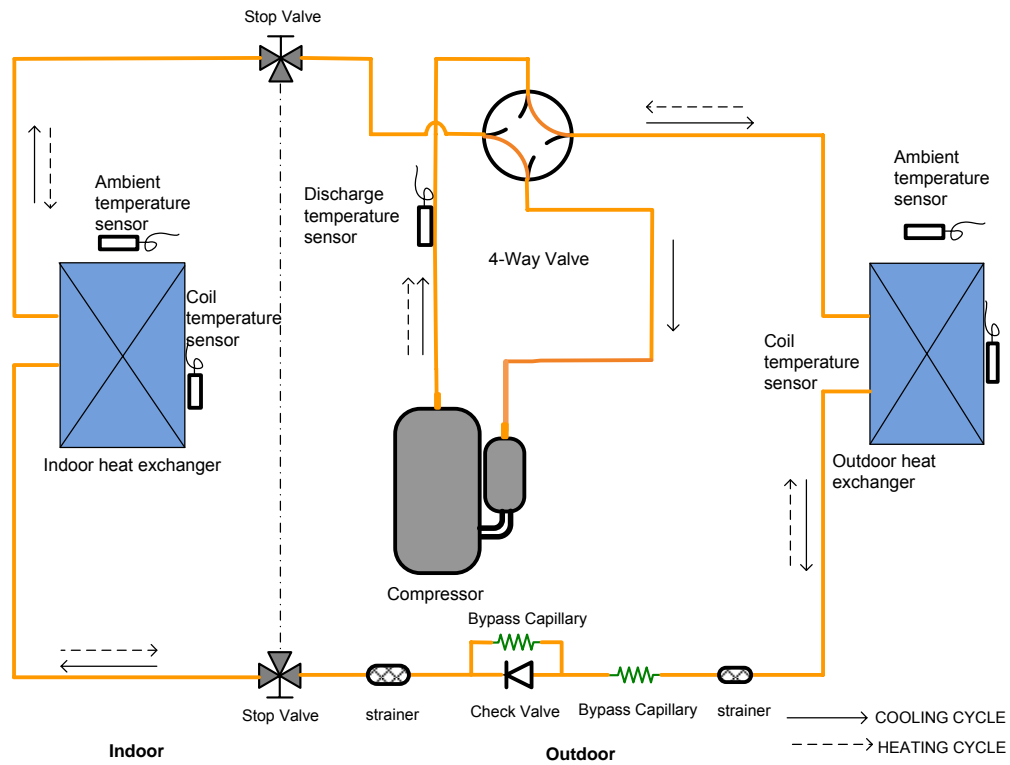 Stop Valve
Ambient
temperature
sensor
Discharge
temperature
sensor
Ambient
temperature
sensor
4-Way Valve
Coil
temperature
sensor
Coil
temperature
sensor
Indoor heat exchanger
Outdoor heat
exchanger
Compressor
Bypass Capillary
Stop Valve
strainer
Check Valve
Bypass Capillary
strainer
COOLING CYCLE
HEATING CYCLE
Indoor
Outdoor